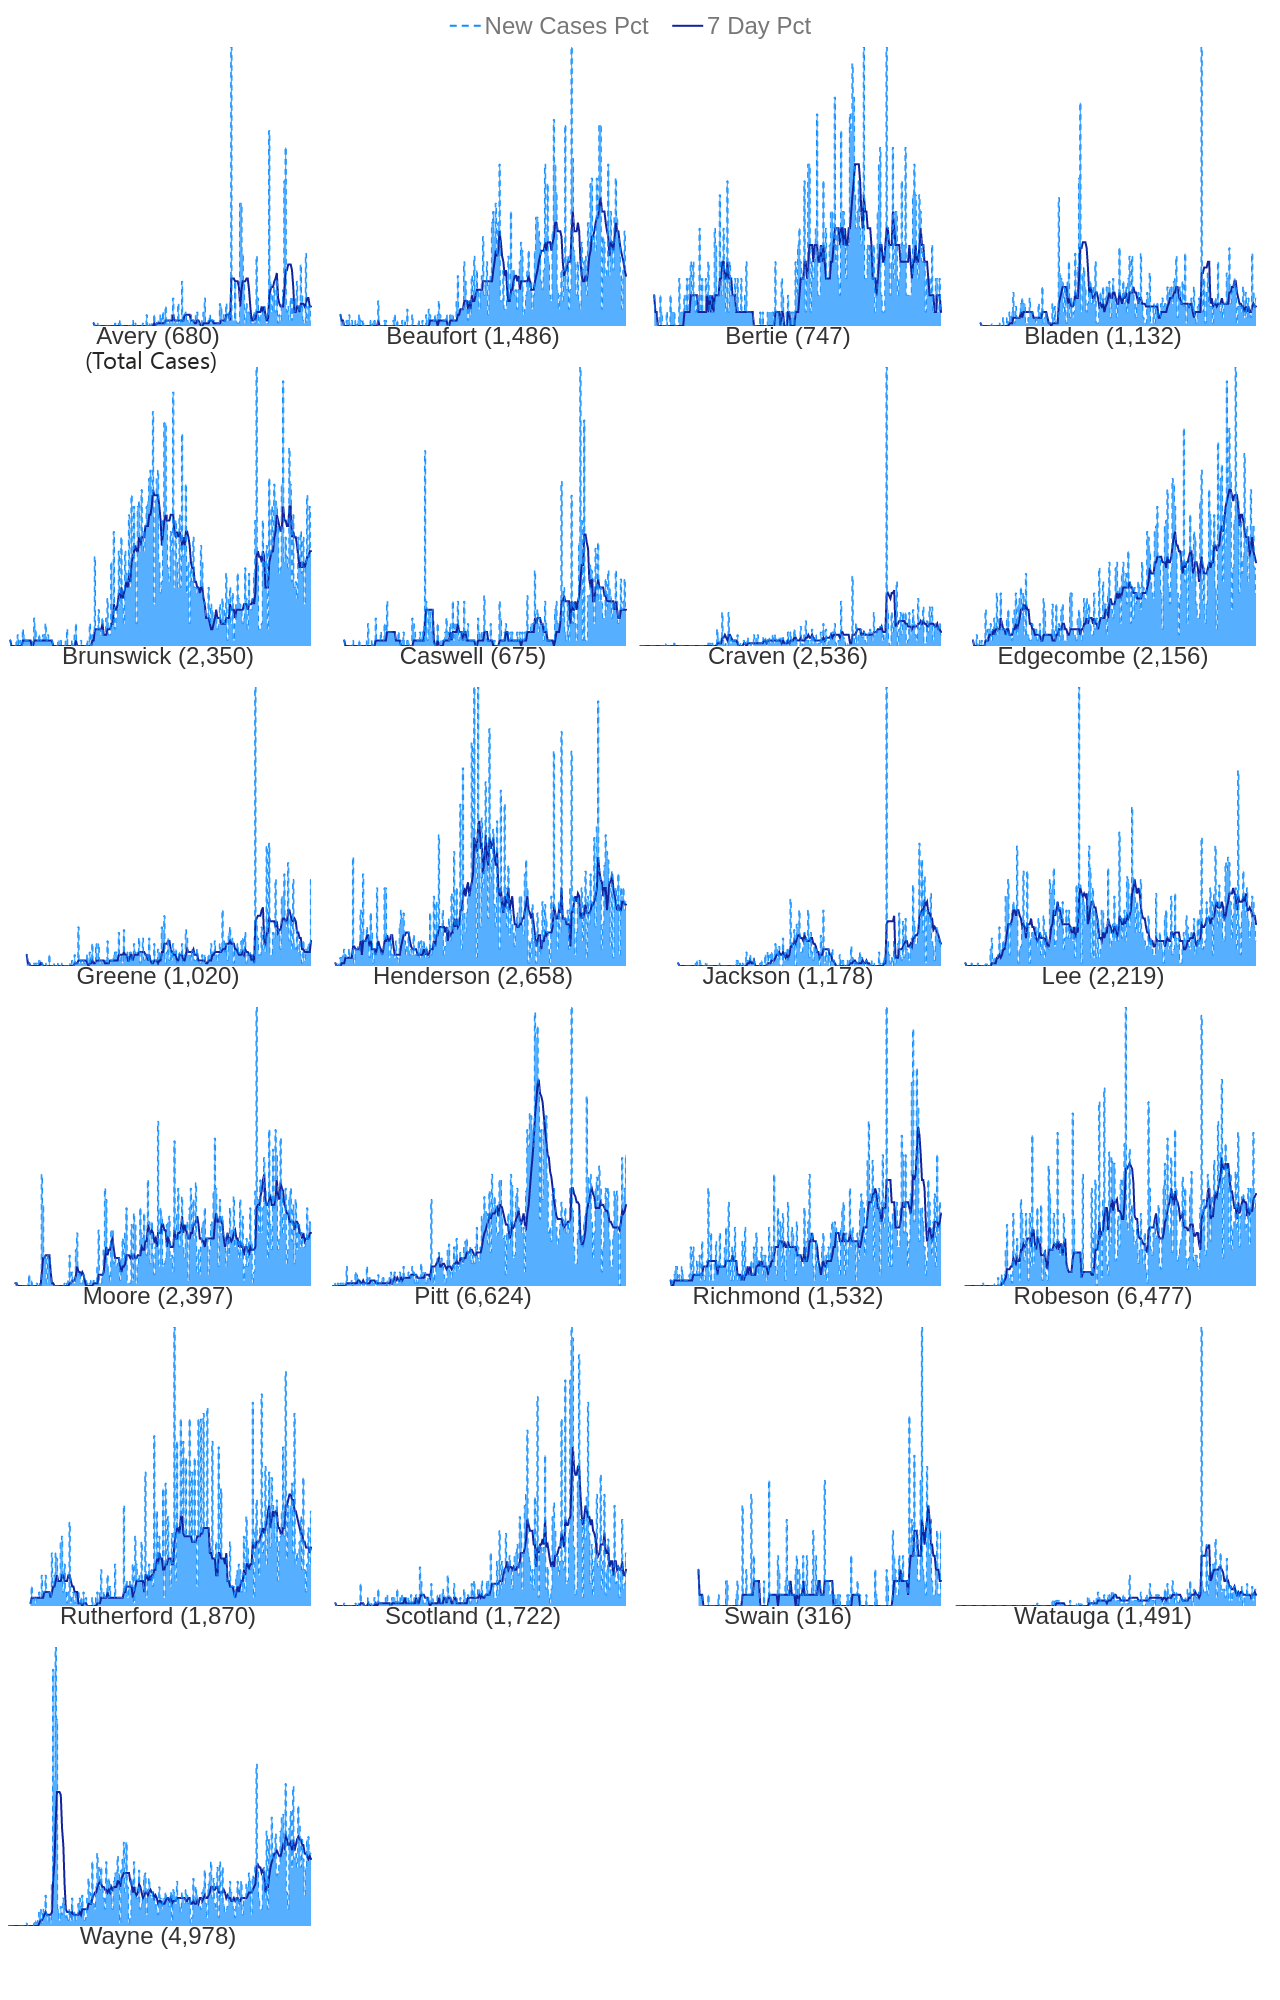 New Cases Pct 7 Day Pct
Avery (680) Beaufort (1,486) Bertie (747) Bladen (1,132)
(Total Cases)
Brunswick (2,350) Caswell (675) Craven (2,536) Edgecombe (2,156)
Greene (1,020) Henderson (2,658) Jackson (1,178) Lee (2,219)
Moore (2,397) Pitt (6,624) Richmond (1,532) Robeson (6,477)
Rutherford (1,870) Scotland (1,722) Swain (316) Watauga (1,491)
Wayne (4,978)